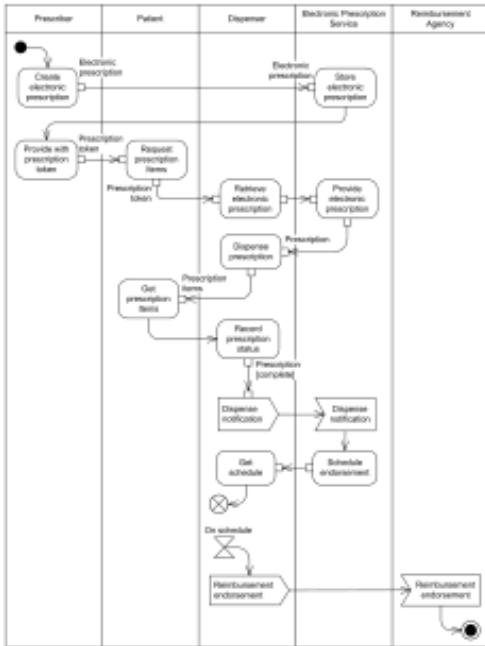 Prescriber
Patient
Dispenser
Electronic Prescription
Service
Reimbursement
Agency
Create
electronic
prescription
Electronic
prescription
Electronic
prescription
Store
electronic
prescription
Provide with
prescription
token
Prescription
token
Request
prescription
items
Prescription
token
Retrieve
electronic
prescription
Provide
electronic
prescription
Dispense
prescription
Prescription
Get
prescription
items
Prescription
items
Record
prescription
status
Prescription
[complete]
Dispense
notification
Dispense
notification
Get
schedule
Schedule
endorsement
On schedule
Reimbursement
endorsement
Reimbursement
endorsement